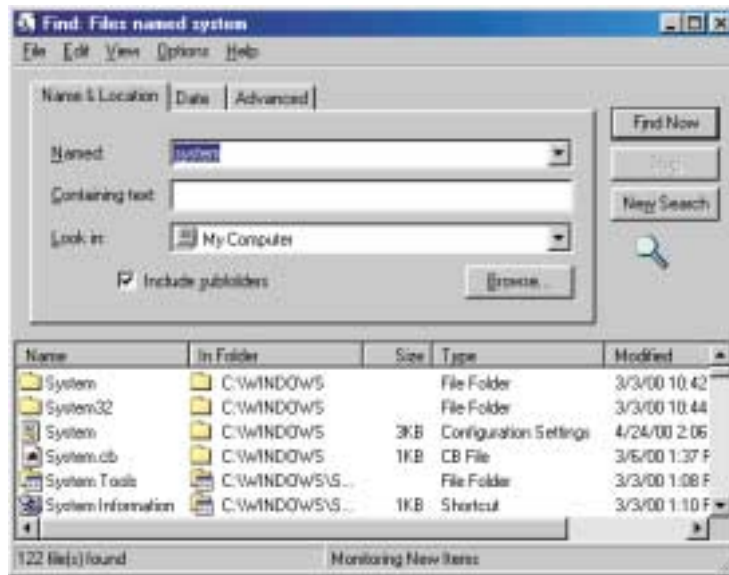 Find: Files named system
File Edit View Options Help
Name & Location Date Advanced
Find Now
Named: system
Stop
Containing text:
New Search
Look in: My Computer
Include subfolders
Browse...
Name In Folder Size Type Modified
System C:\WINDOWS File Folder 3/3/00 10:42
System32 C:\WINDOWS File Folder 3/3/00 10:44
System C:\WINDOWS 3KB Configuration Settings 4/24/00 2:06
System.cb C:\WINDOWS 1KB CB File 3/6/00 1:37 P
System Tools C:\WINDOWS\S... File Folder 3/3/00 1:08 P
System Information C:\WINDOWS\S... 1KB Shortcut 3/3/00 1:10 P
122 file(s) found Monitoring New Items